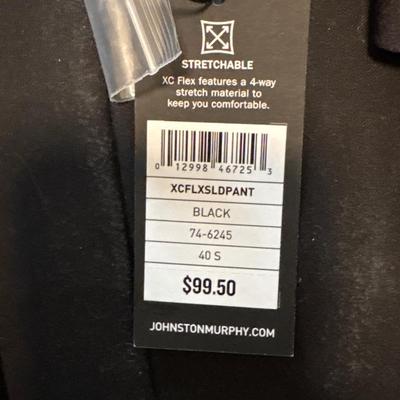 STRETCHABLE
XC Flex features a 4-way
stretch material to
keep you comfortable.
0 12998 46725 3
XCFLXSLDPANT
BLACK
74-6245
40 S
$99.50
JOHNSTONMURPHY.COM